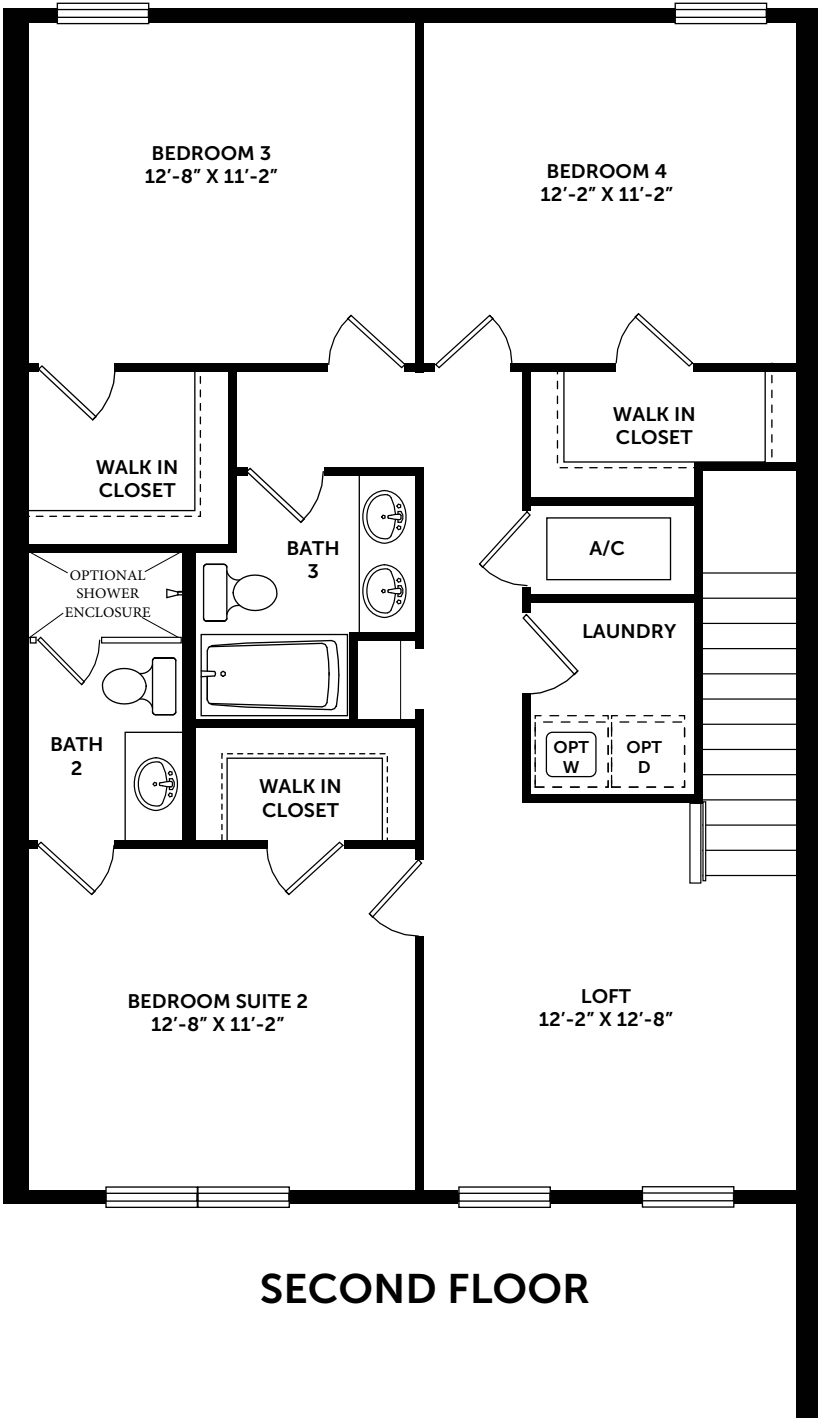 BEDROOM 3
12’-8” X 11’-2”
BEDROOM 4
12’-2” X 11’-2”
WALK IN
CLOSET
WALK IN
CLOSET
BATH
3
A/C
OPTIONAL
SHOWER
ENCLOSURE
LAUNDRY
BATH
2
OPT
W
OPT
D
WALK IN
CLOSET
BEDROOM SUITE 2
12’-8” X 11’-2”
LOFT
12’-2” X 12’-8”
SECOND FLOOR